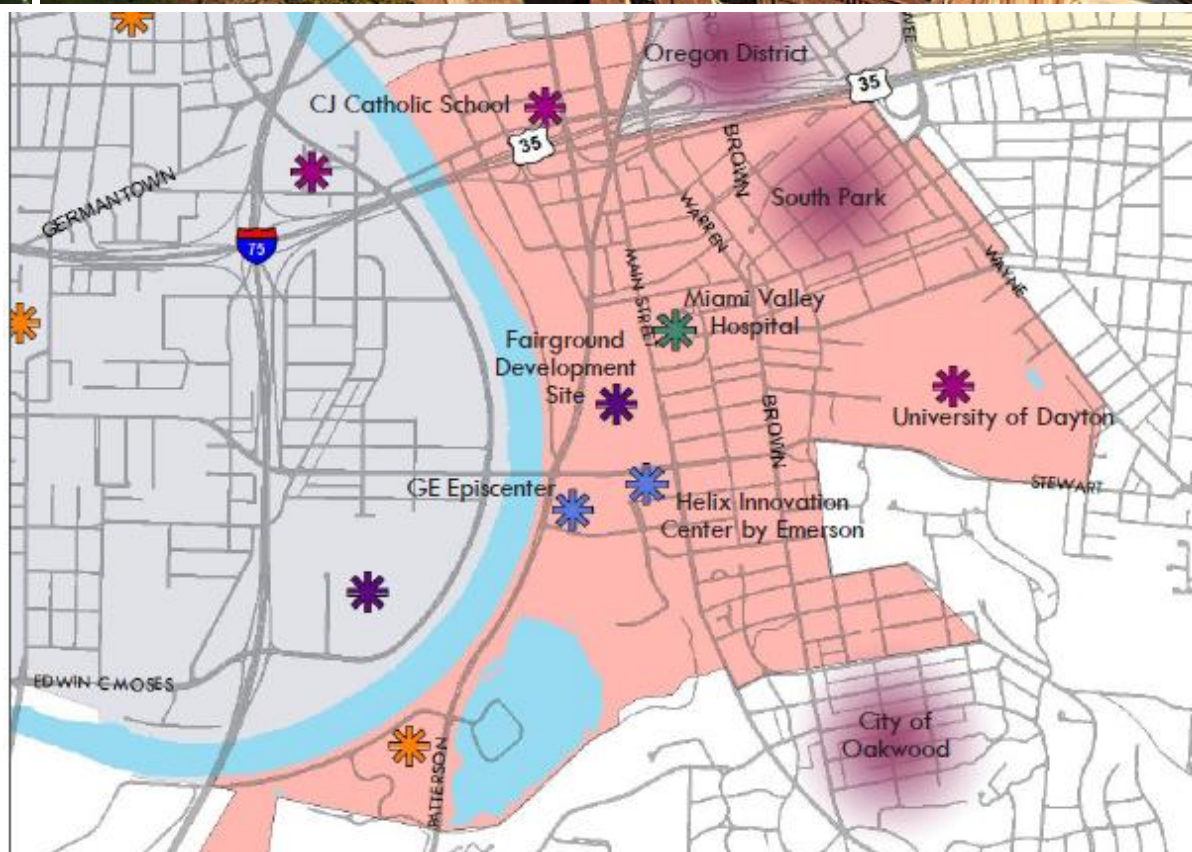 Oregon District
35
CJ Catholic School
35
GERMANTOWN
75
BROWN
WARREN
South Park
WAYNE
MAIN STREET
Miami Valley
Hospital
Fairground
Development
Site
BROWN
University of Dayton
STEWART
GE Episcenter
Helix Innovation
Center by Emerson
EDWIN C MOSES
PATTERSON
City of
Oakwood